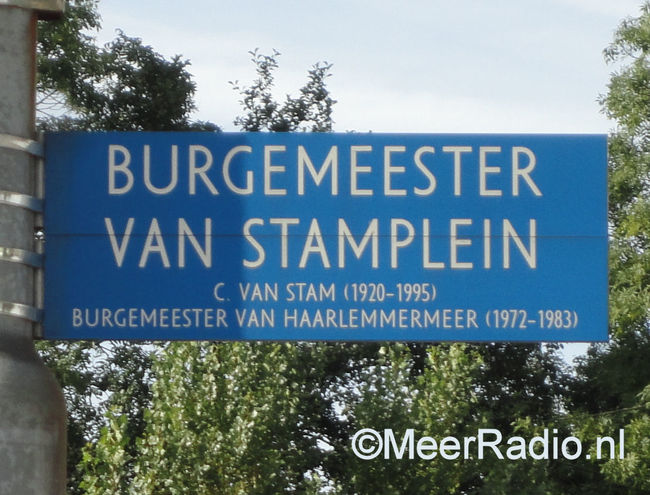 BURGEMEESTER
VAN STAMPLEIN
C. VAN STAM (1920-1995)
BURGEMEESTER VAN HAARLEMMERMEER (1972-1983)
©MeerRadio.nl